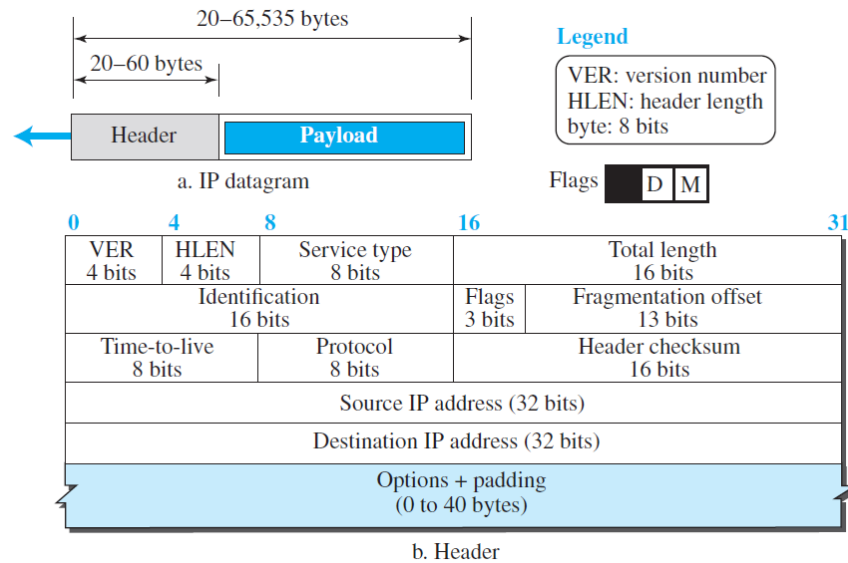 20–65,535 bytes
20–60 bytes
Header
Payload
a. IP datagram
Legend
VER: version number
HLEN: header length
byte: 8 bits
Flags D M
0 4 8 16 31
VER HLEN Service type Total length
4 bits 4 bits 8 bits 16 bits
Identification Flags Fragmentation offset
16 bits 3 bits 13 bits
Time-to-live Protocol Header checksum
8 bits 8 bits 16 bits
Source IP address (32 bits)
Destination IP address (32 bits)
Options + padding
(0 to 40 bytes)
b. Header